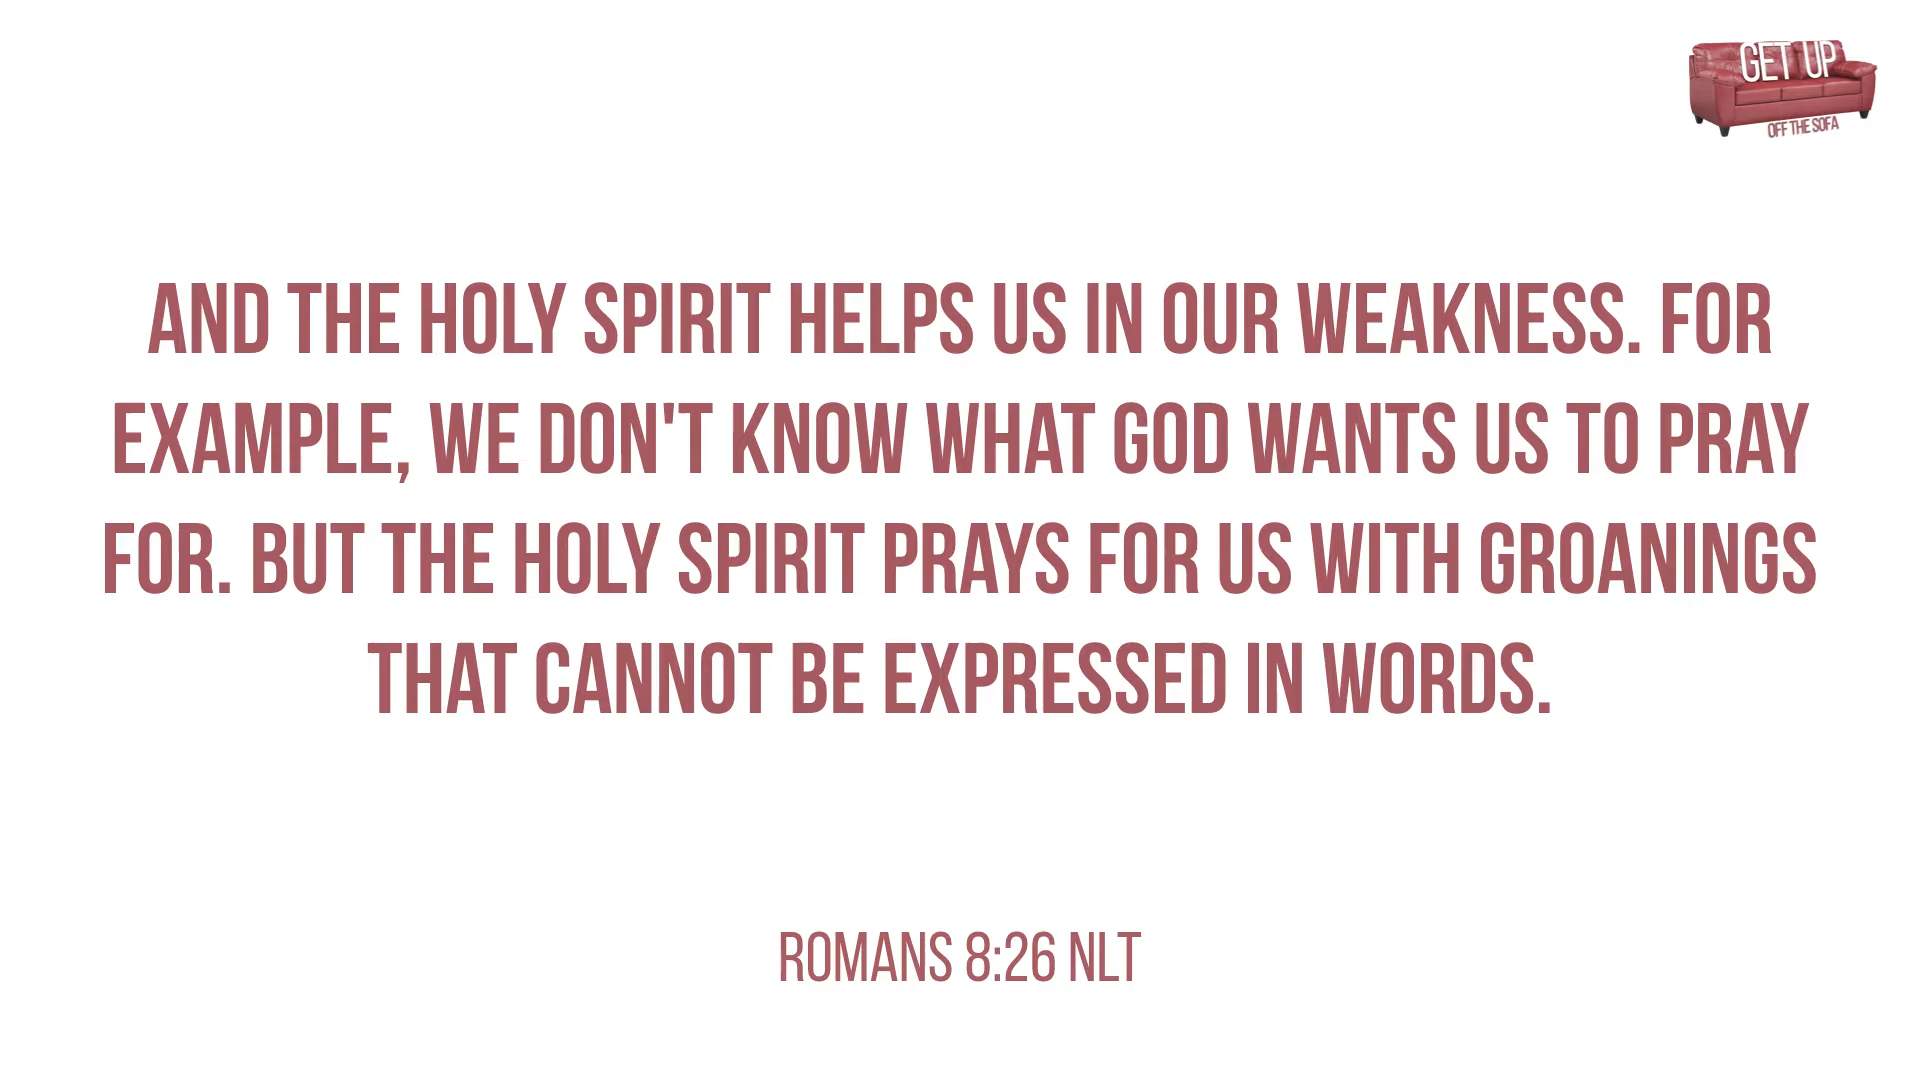 GET UP
OFF THE SOFA
AND THE HOLY SPIRIT HELPS US IN OUR WEAKNESS. FOR
EXAMPLE, WE DON'T KNOW WHAT GOD WANTS US TO PRAY
FOR. BUT THE HOLY SPIRIT PRAYS FOR US WITH GROANINGS
THAT CANNOT BE EXPRESSED IN WORDS.
ROMANS 8:26 NLT